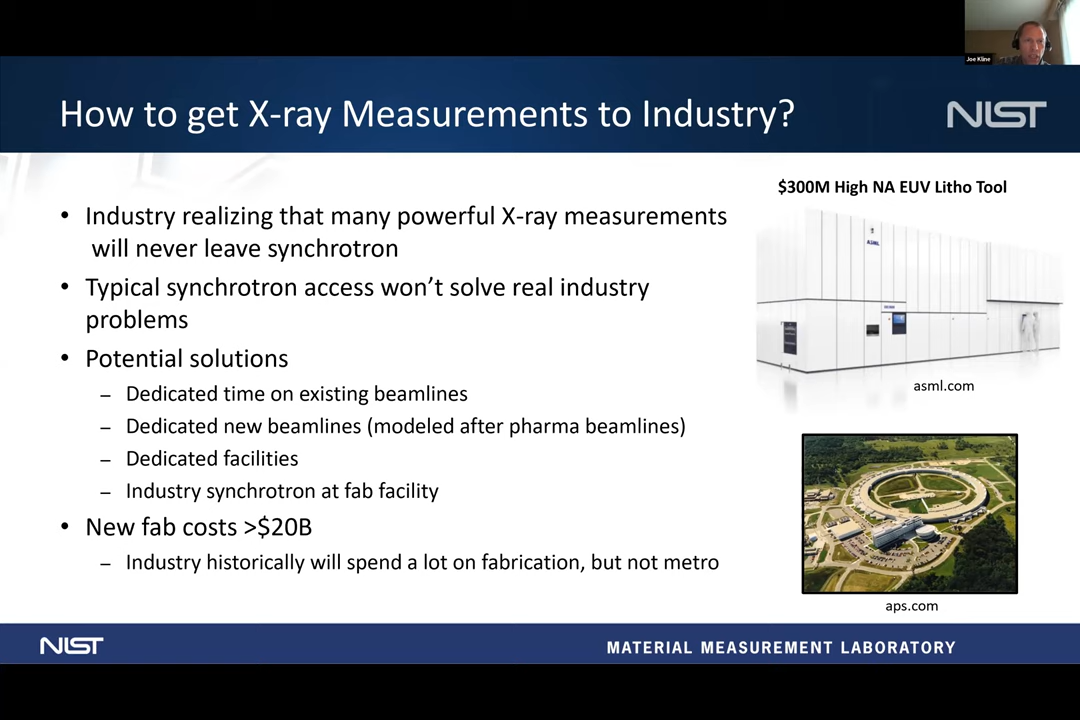 Joe Kline
How to get X-ray Measurements to Industry?
NIST
$300M High NA EUV Litho Tool
• Industry realizing that many powerful X-ray measurements
will never leave synchrotron
• Typical synchrotron access won’t solve real industry
problems
• Potential solutions
– Dedicated time on existing beamlines
– Dedicated new beamlines (modeled after pharma beamlines)
– Dedicated facilities
– Industry synchrotron at fab facility
• New fab costs >$20B
– Industry historically will spend a lot on fabrication, but not metro
ASML
asml.com
aps.com
NIST
MATERIAL MEASUREMENT LABORATORY